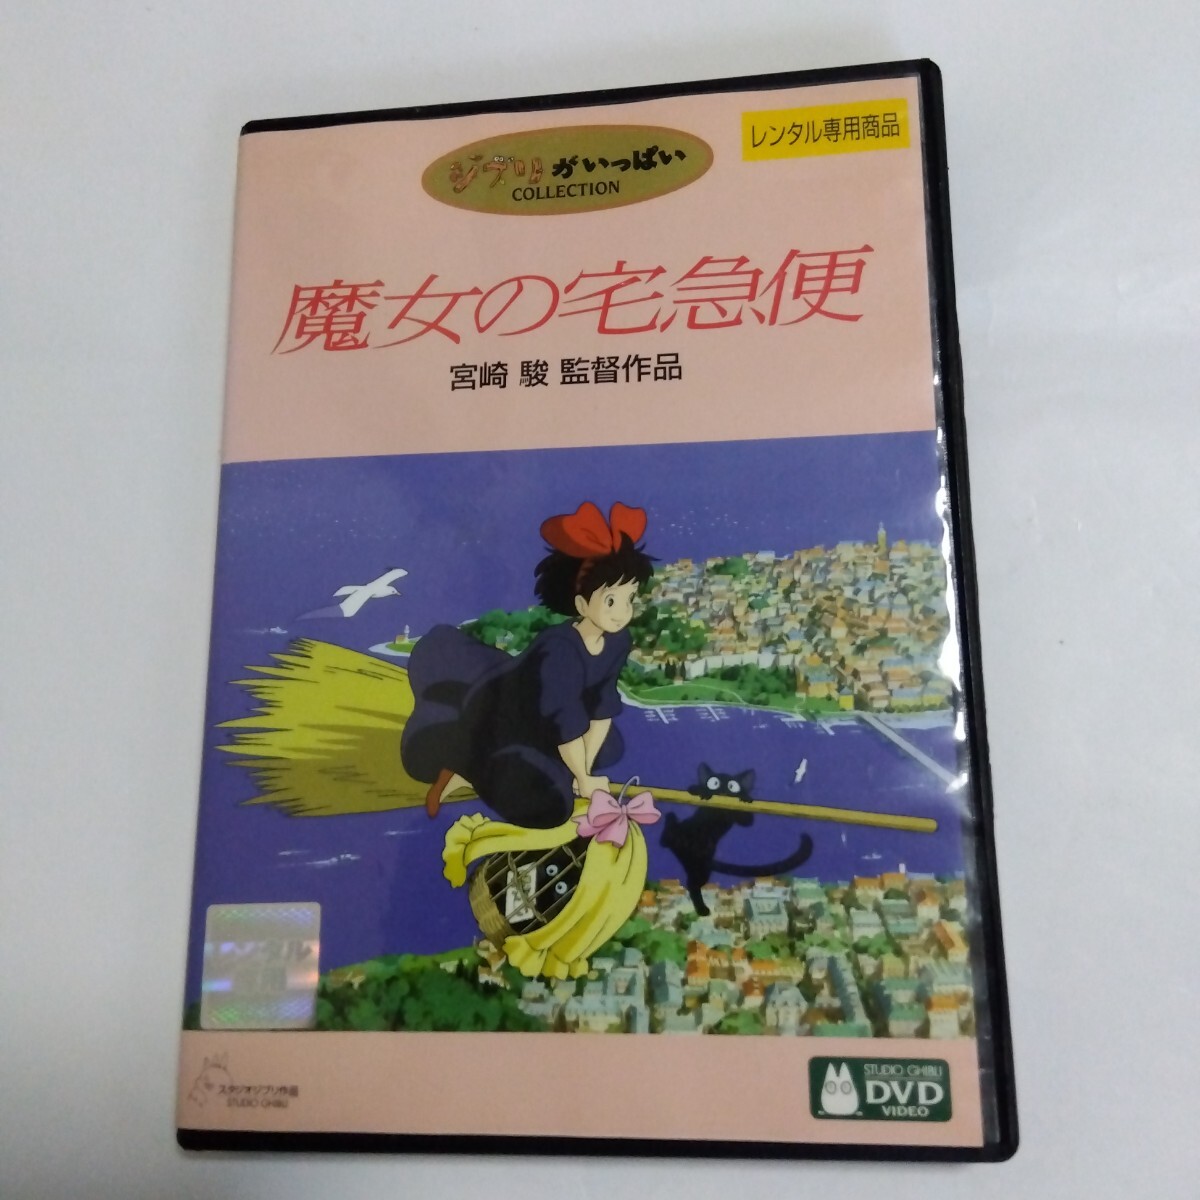 ジブリがいっぱい
COLLECTION
レンタル専用商品
魔女の宅急便
宮崎 駿 監督作品
スタジオジブリ作品
STUDIO GHIBLI
STUDIO GHIBLI
DVD
VIDEO